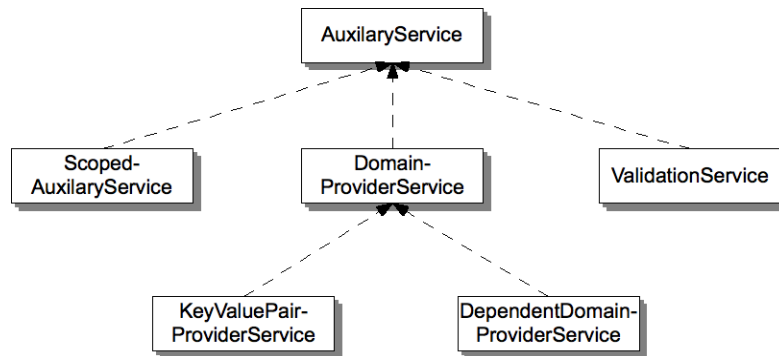 AuxilaryService
Scoped-
AuxilaryService
Domain-
ProviderService
ValidationService
KeyValuePair-
ProviderService
DependentDomain-
ProviderService